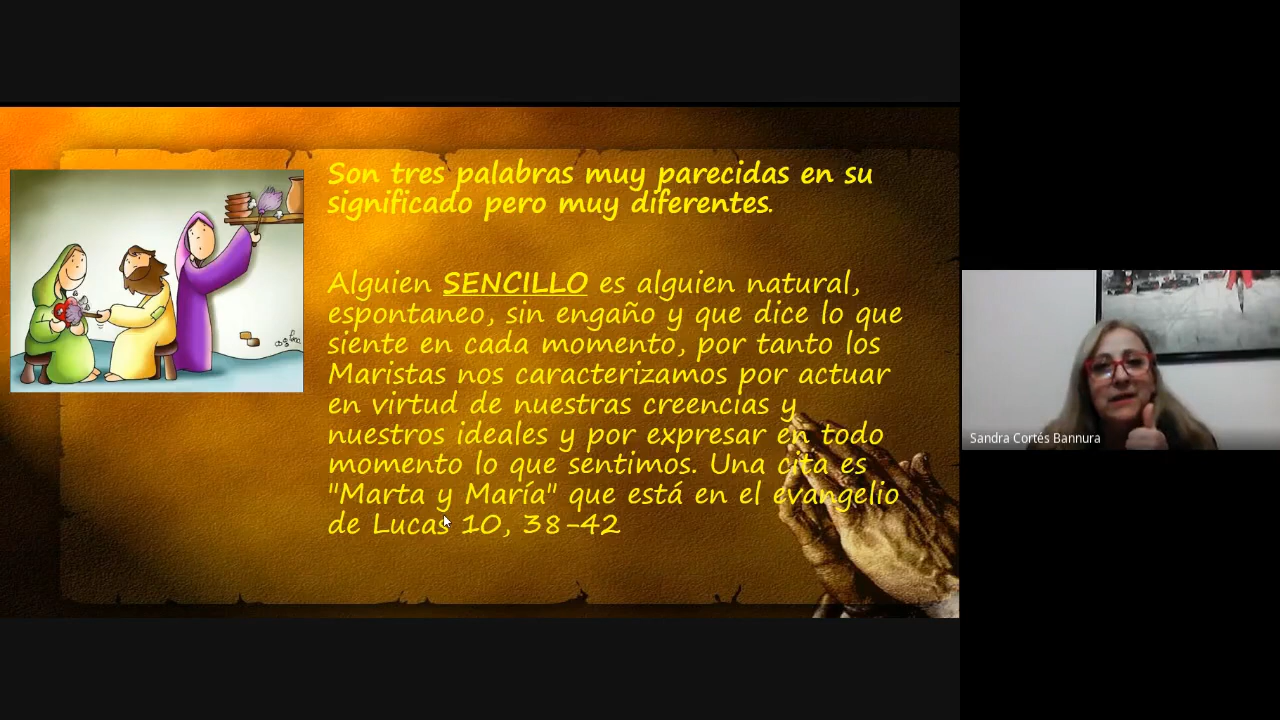 Son tres palabras muy parecidas en su
significado pero muy diferentes.
Alguien SENCILLO es alguien natural,
espontaneo, sin engaño y que dice lo que
siente en cada momento, por tanto los
Maristas nos caracterizamos por actuar
en virtud de nuestras creencias y
nuestros ideales y por expresar en todo
momento lo que sentimos. Una cita es
"Marta y María" que está en el evangelio
de Lucas 10, 38-42
Sandra Cortés Bannura